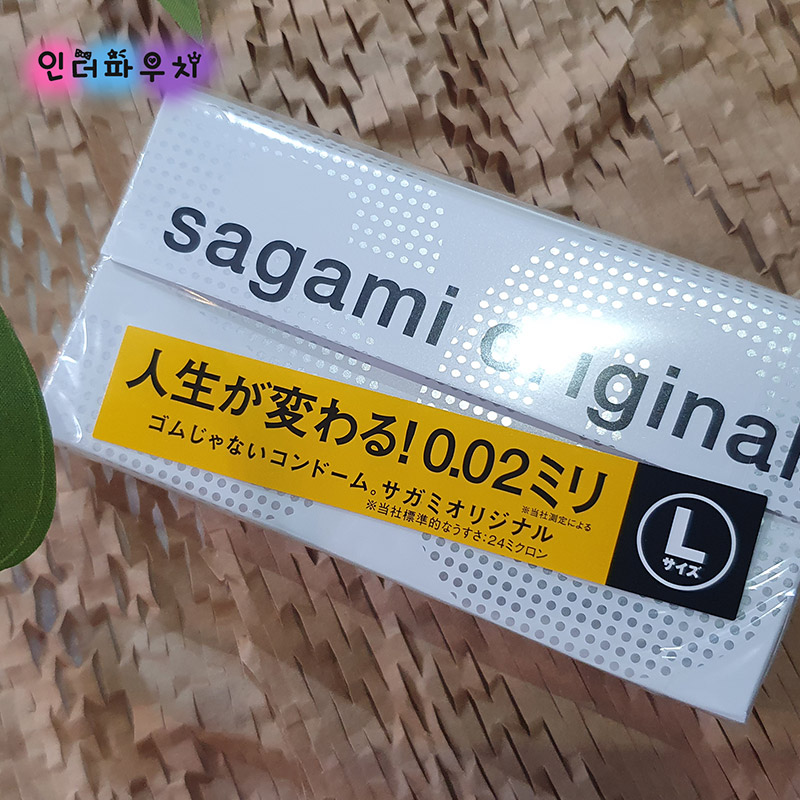 인더파우치
sagami original
人生が変わる!0.02ミリ
※当社測定による
ゴムじゃないコンドーム。サガミオリジナル
※当社標準的なうすさ:24ミクロン
L
サイズ